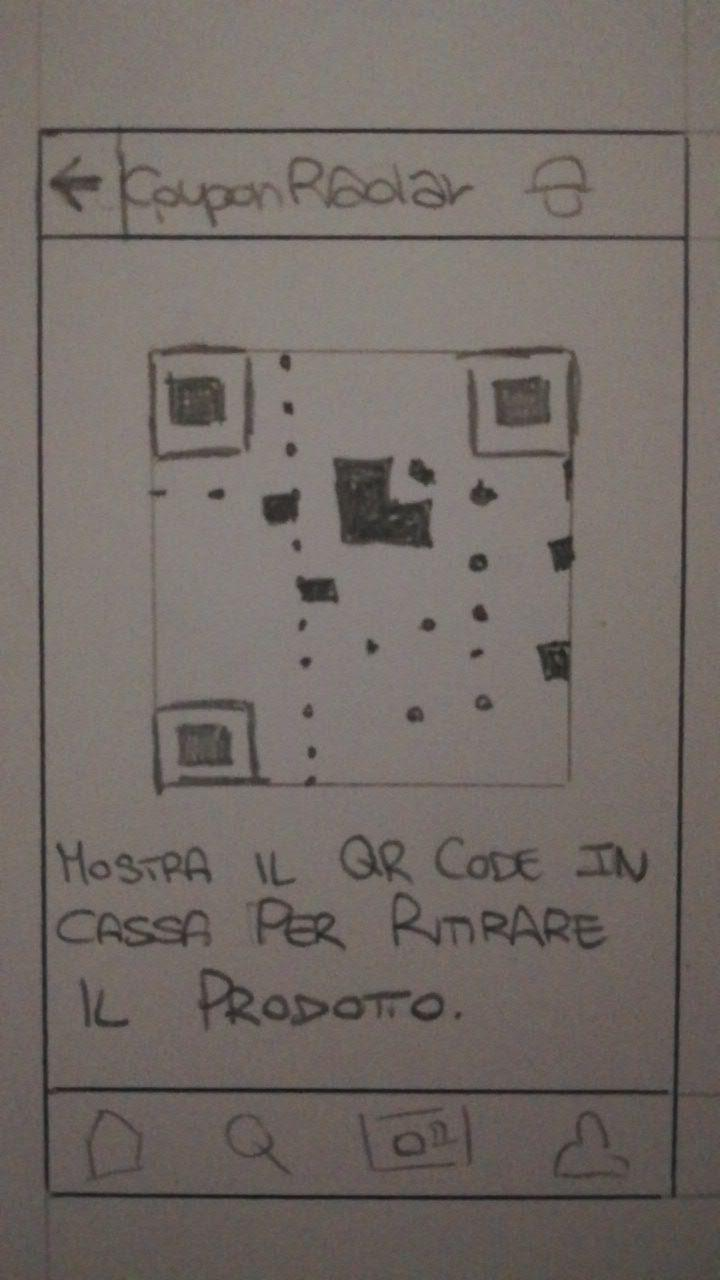 CouponRadar
MOSTRA IL QR CODE IN
CASSA PER RITIRARE
IL PRODOTTO.